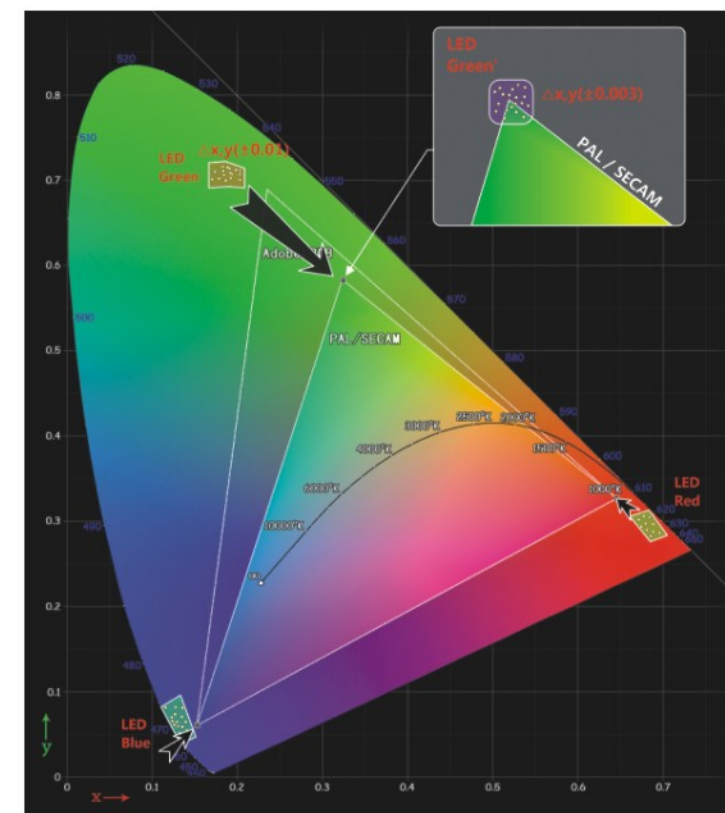 LED
Green'
△x,y(±0.003)
PAL / SECAM
520
530
0.8
540
510
△x,y(±0.01)
LED
Green
0.7
550
560
0.6
570
500
PAL/SECAM
0.5
580
590
2500°K
2000°K
3000°K
0.4
4000°K
1500°K
600
6000°K
1000°K
610
LED
Red
620
0.3
10000°K
630
490
640
650
0.2
480
0.1
LED
Blue
470
450
y
0
0
0.1
0.2
0.3
0.4
0.5
0.6
0.7
x